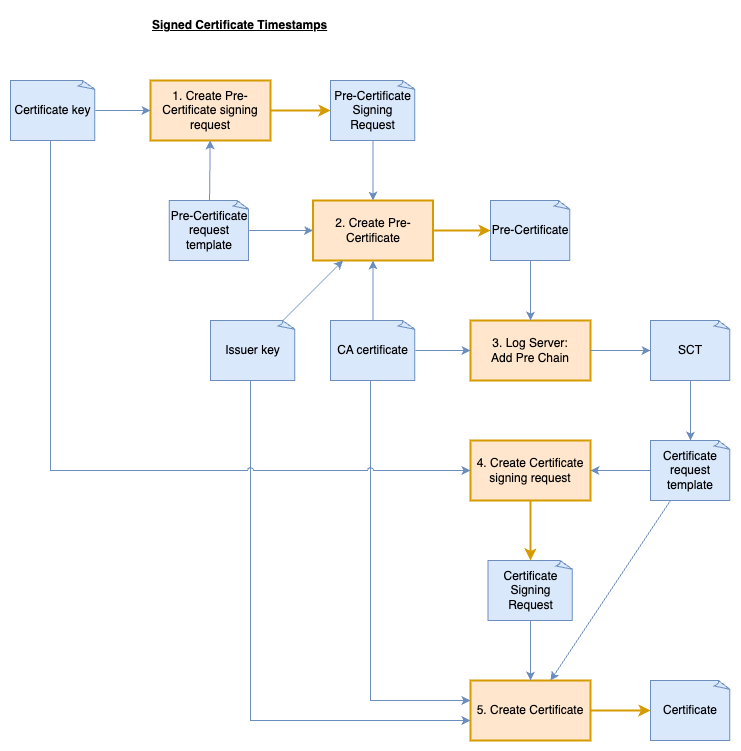 Signed Certificate Timestamps
Certificate key
1. Create Pre-
Certificate signing
request
Pre-Certificate
Signing
Request
Pre-Certificate
request
template
2. Create Pre-
Certificate
Pre-Certificate
Issuer key
CA certificate
3. Log Server:
Add Pre Chain
SCT
4. Create Certificate
signing request
Certificate
request
template
Certificate
Signing
Request
5. Create Certificate
Certificate